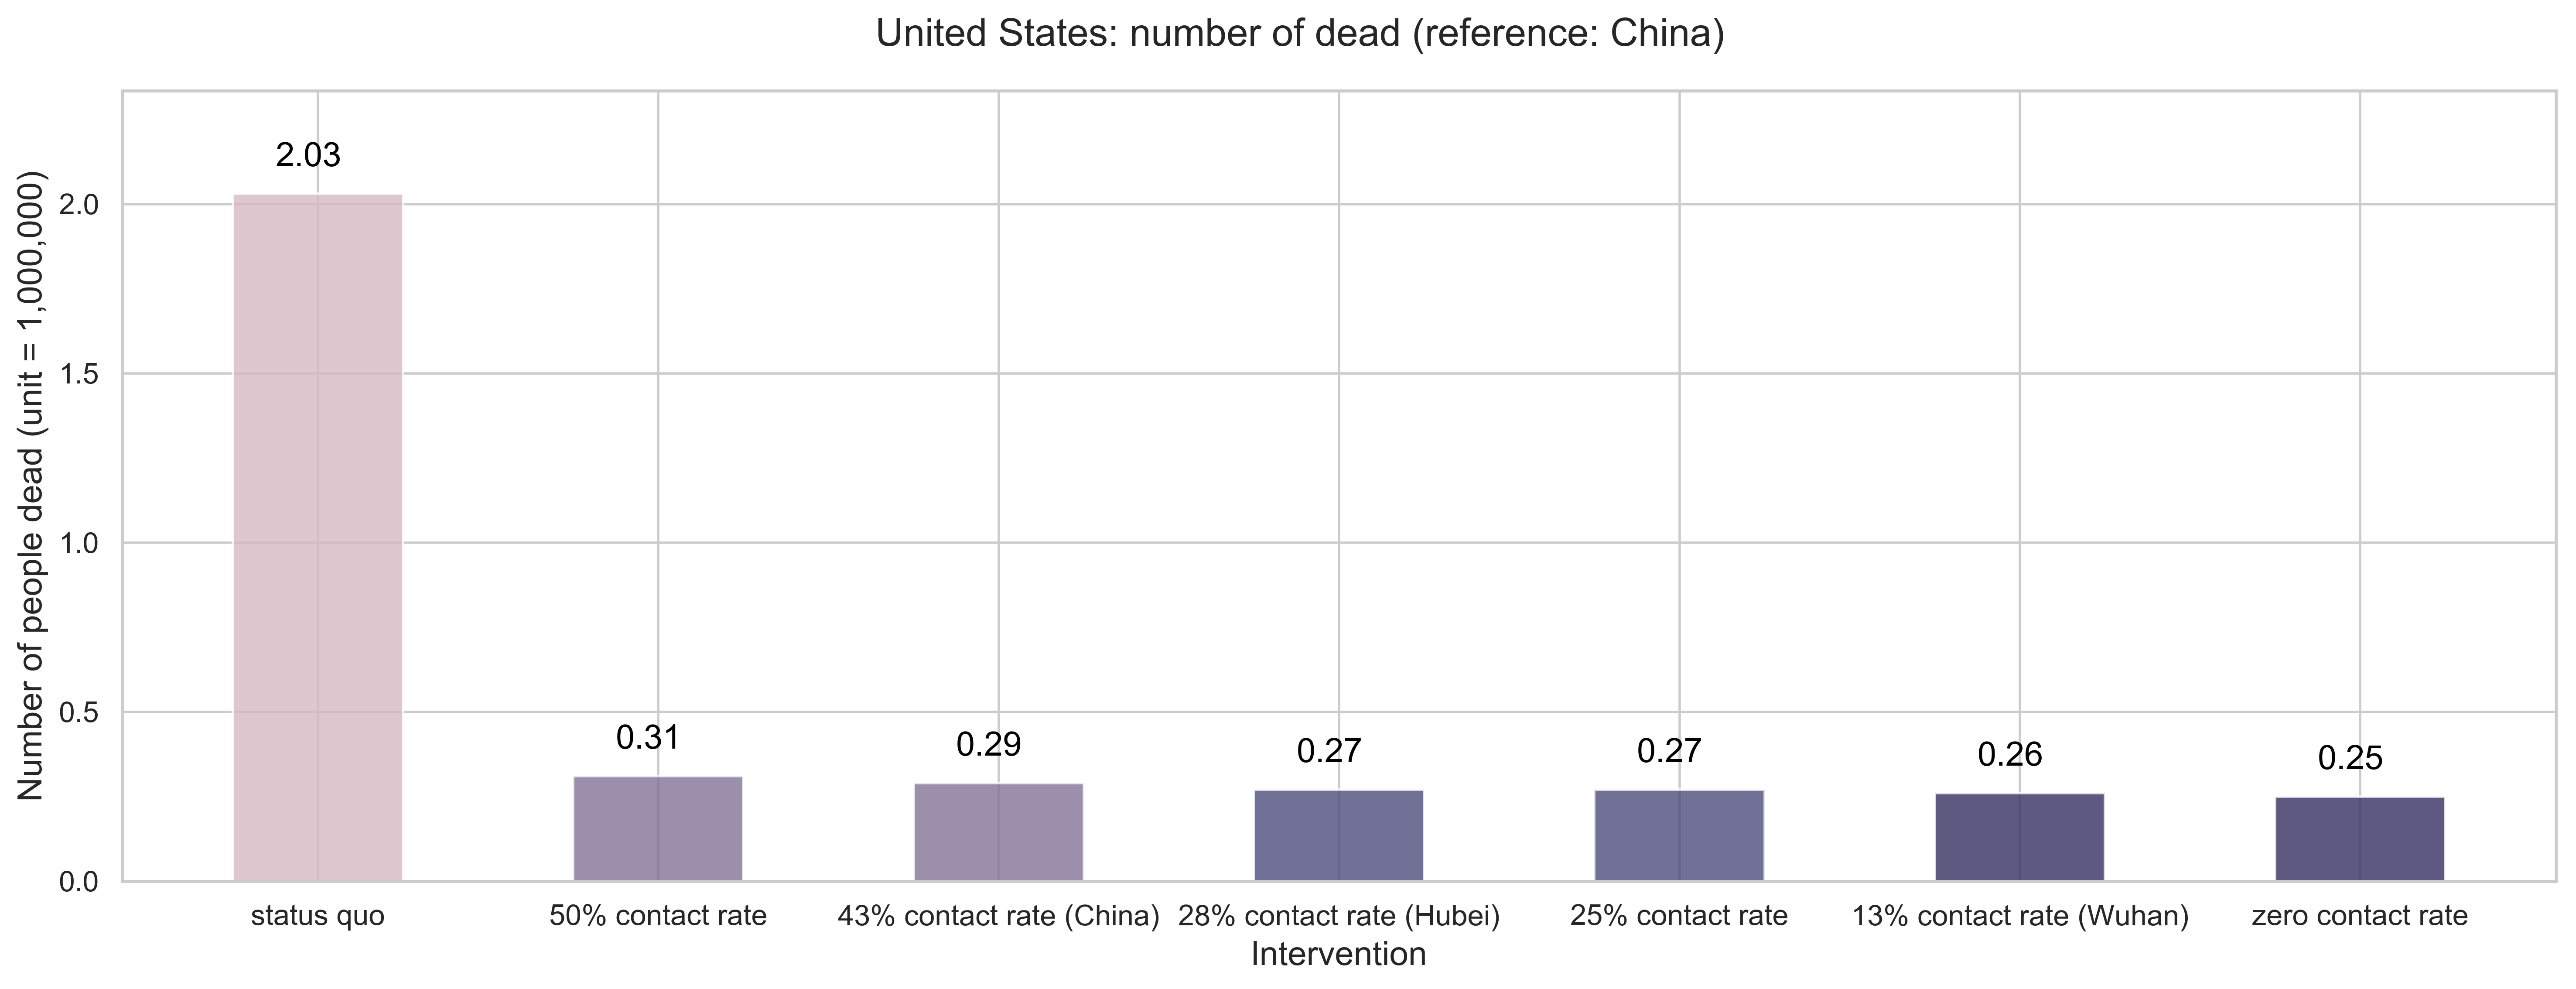 United States: number of dead (reference: China)
Number of people dead (unit = 1,000,000)
2.0
1.5
1.0
0.5
0.0
2.03
0.31
0.29
0.27
0.27
0.26
0.25
status quo
50% contact rate
43% contact rate (China)
28% contact rate (Hubei)
25% contact rate
13% contact rate (Wuhan)
zero contact rate
Intervention